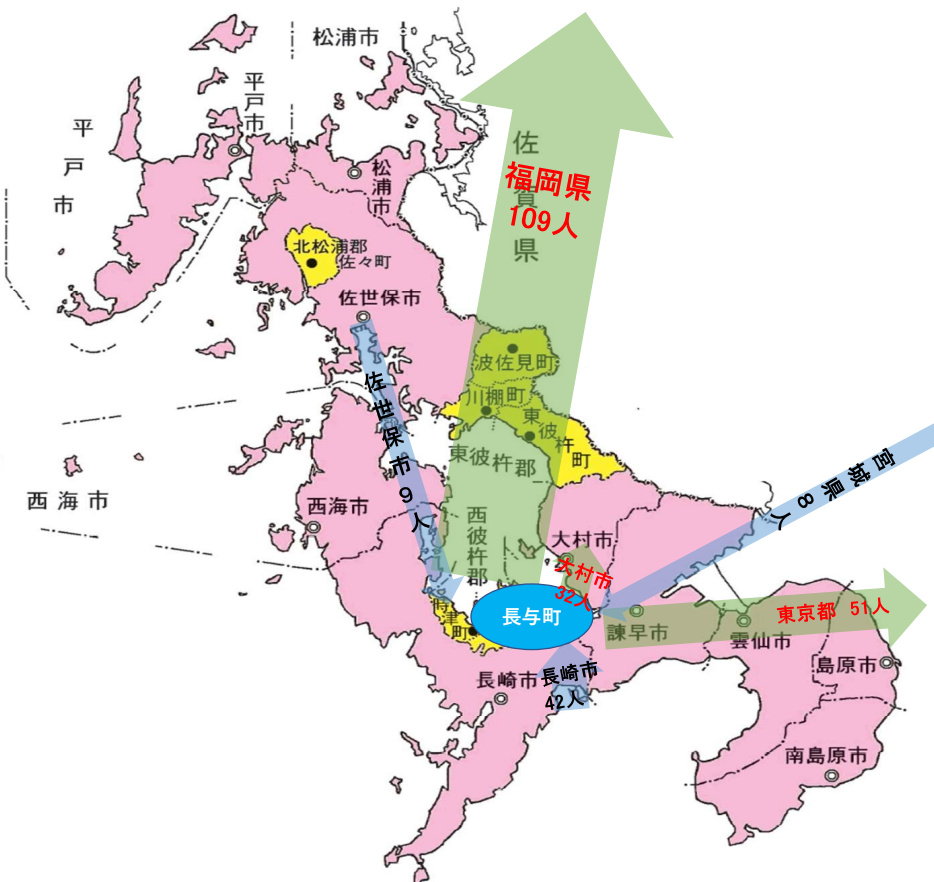 松浦市
平戸市
平戸市
松浦市
佐賀県
福岡県
109人
北松浦郡
佐々町
佐世保市
波佐見町
川棚町
東彼杵町
東彼杵郡
佐世保市9人
宮城県8人
西海市
西海市
西彼杵郡
大村市
大村市
32人
時津町
長与町
諫早市
東京都 51人
雲仙市
島原市
長崎市
長崎市
42人
南島原市